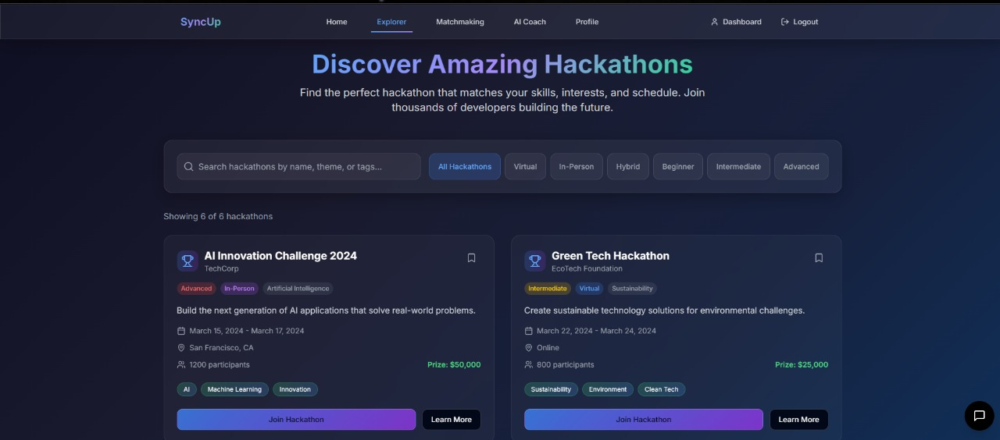 SyncUp Home Explorer Matchmaking AI Coach Profile Dashboard Logout
Discover Amazing Hackathons
Find the perfect hackathon that matches your skills, interests, and schedule. Join
thousands of developers building the future.
Search hackathons by name, theme, or tags... All Hackathons Virtual In-Person Hybrid Beginner Intermediate Advanced
Showing 6 of 6 hackathons
AI Innovation Challenge 2024
TechCorp
Advanced In-Person Artificial Intelligence
Build the next generation of AI applications that solve real-world problems.
March 15, 2024 - March 17, 2024
San Francisco, CA
1200 participants Prize: $50,000
AI Machine Learning Innovation
Join Hackathon Learn More
Green Tech Hackathon
EcoTech Foundation
Intermediate Virtual Sustainability
Create sustainable technology solutions for environmental challenges.
March 22, 2024 - March 24, 2024
Online
800 participants Prize: $25,000
Sustainability Environment Clean Tech
Join Hackathon Learn More